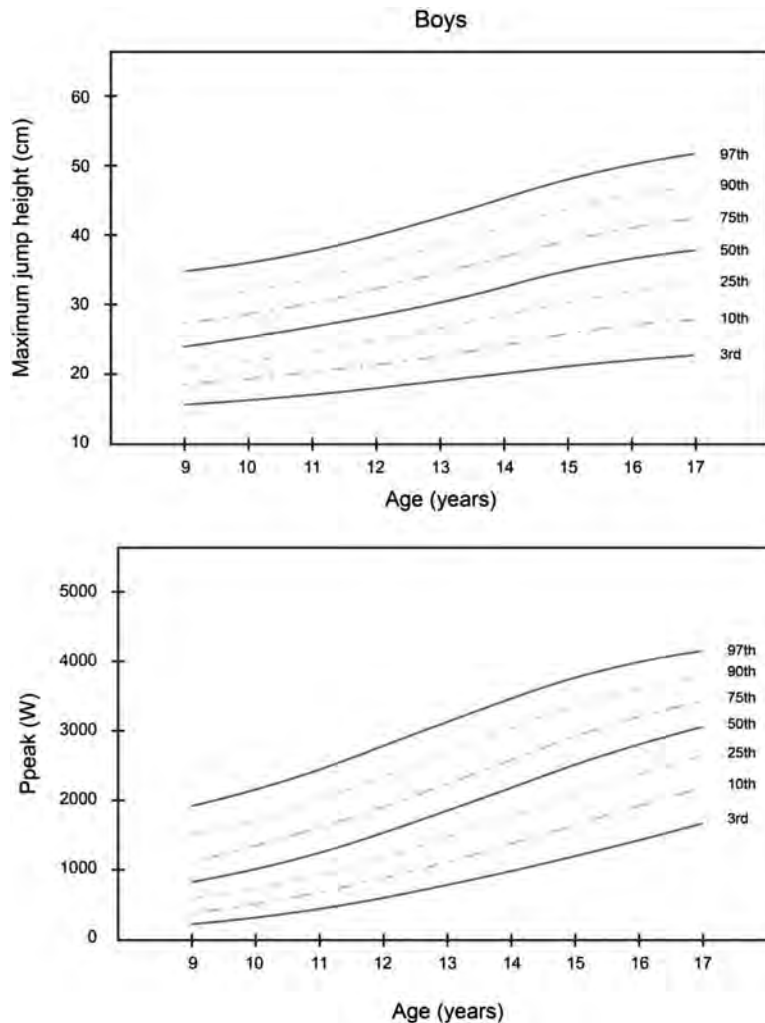 Boys
Maximum jump height (cm)
60
50
40
30
20
10
97th
90th
75th
50th
25th
10th
3rd
9 10 11 12 13 14 15 16 17
Age (years)
Ppeak (W)
5000
4000
3000
2000
1000
0
97th
90th
75th
50th
25th
10th
3rd
9 10 11 12 13 14 15 16 17
Age (years)